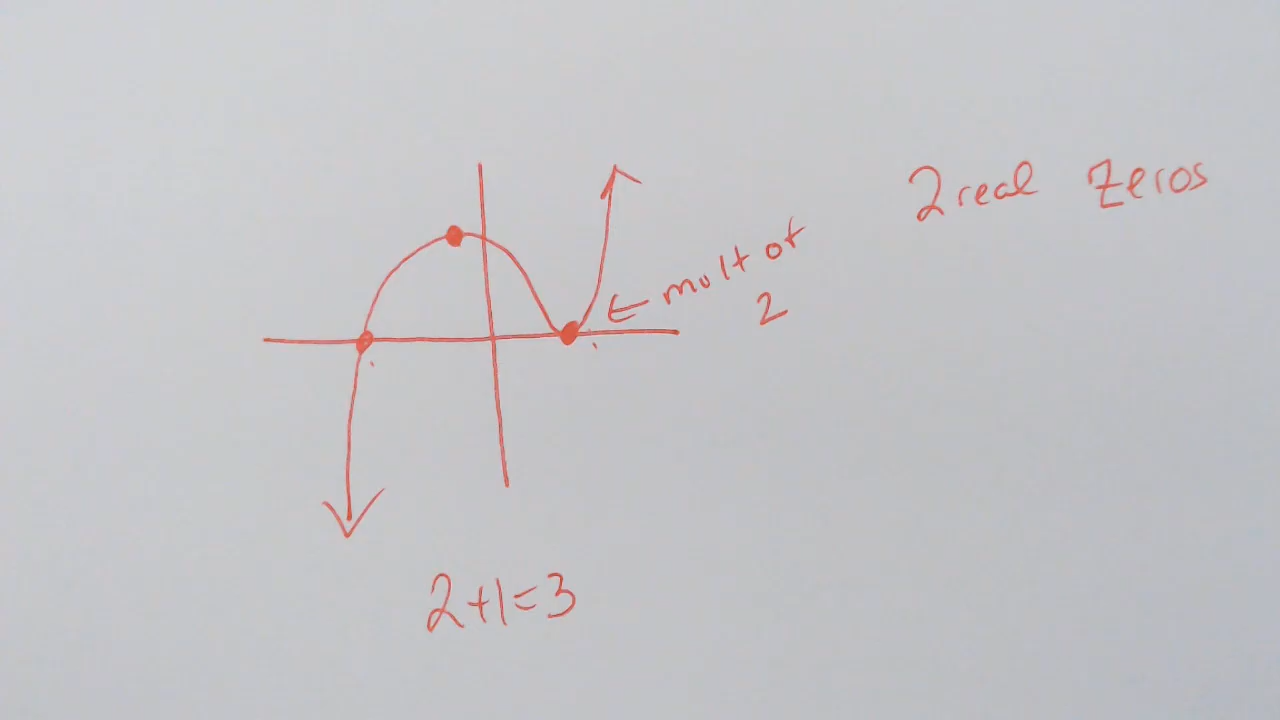 2 real zeros
← mult of
2
2+1=3